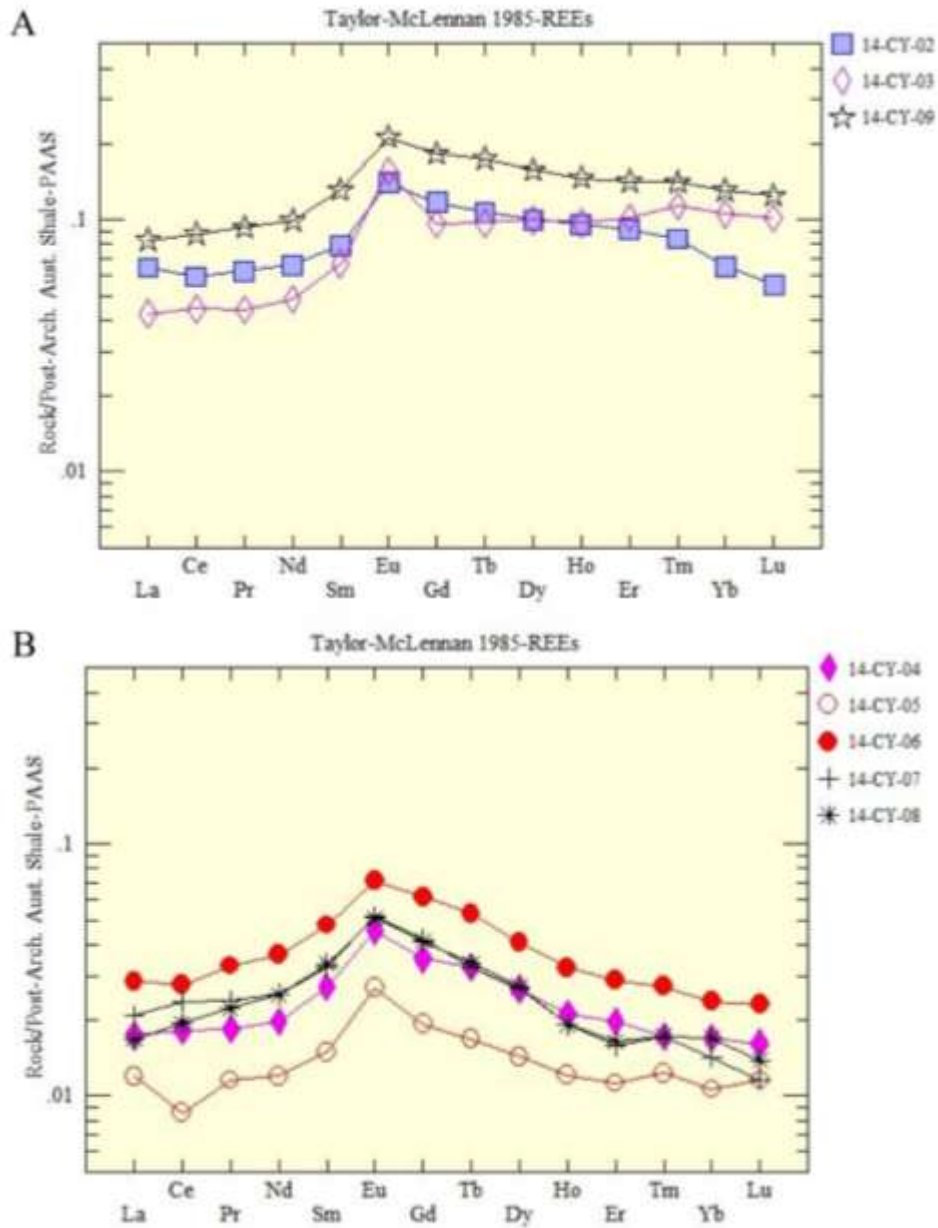 A
Taylor-McLennan 1985-REEs
14-CY-02
14-CY-03
14-CY-09
Rock/Post-Arch. Aust. Shale-PAAS
.1
.01
Ce Nd Eu Tb Ho Tm Lu
La Pr Sm Gd Dy Er Yb
B
Taylor-McLennan 1985-REEs
14-CY-04
14-CY-05
14-CY-06
14-CY-07
14-CY-08
Rock/Post-Arch. Aust. Shale-PAAS
.1
.01
Ce Nd Eu Tb Ho Tm Lu
La Pr Sm Gd Dy Er Yb